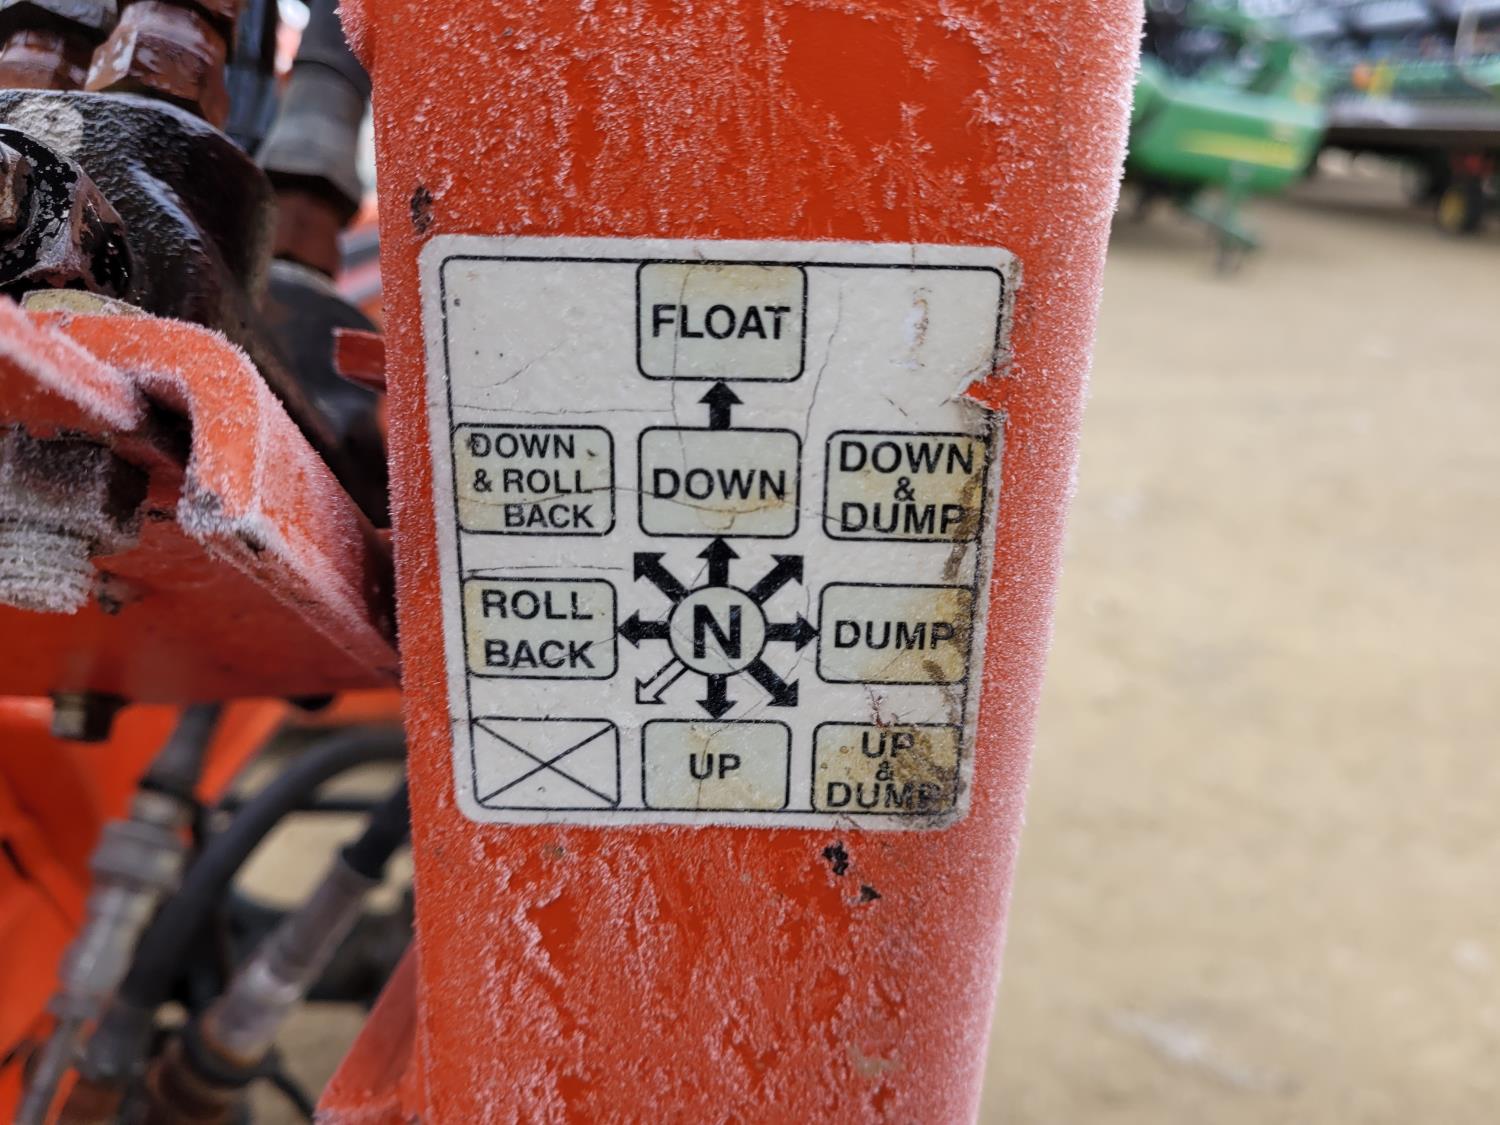 FLOAT
DOWN
& ROLL
BACK
DOWN
DOWN
&
DUMP
ROLL
BACK
N
DUMP
UP
UP
&
DUMP